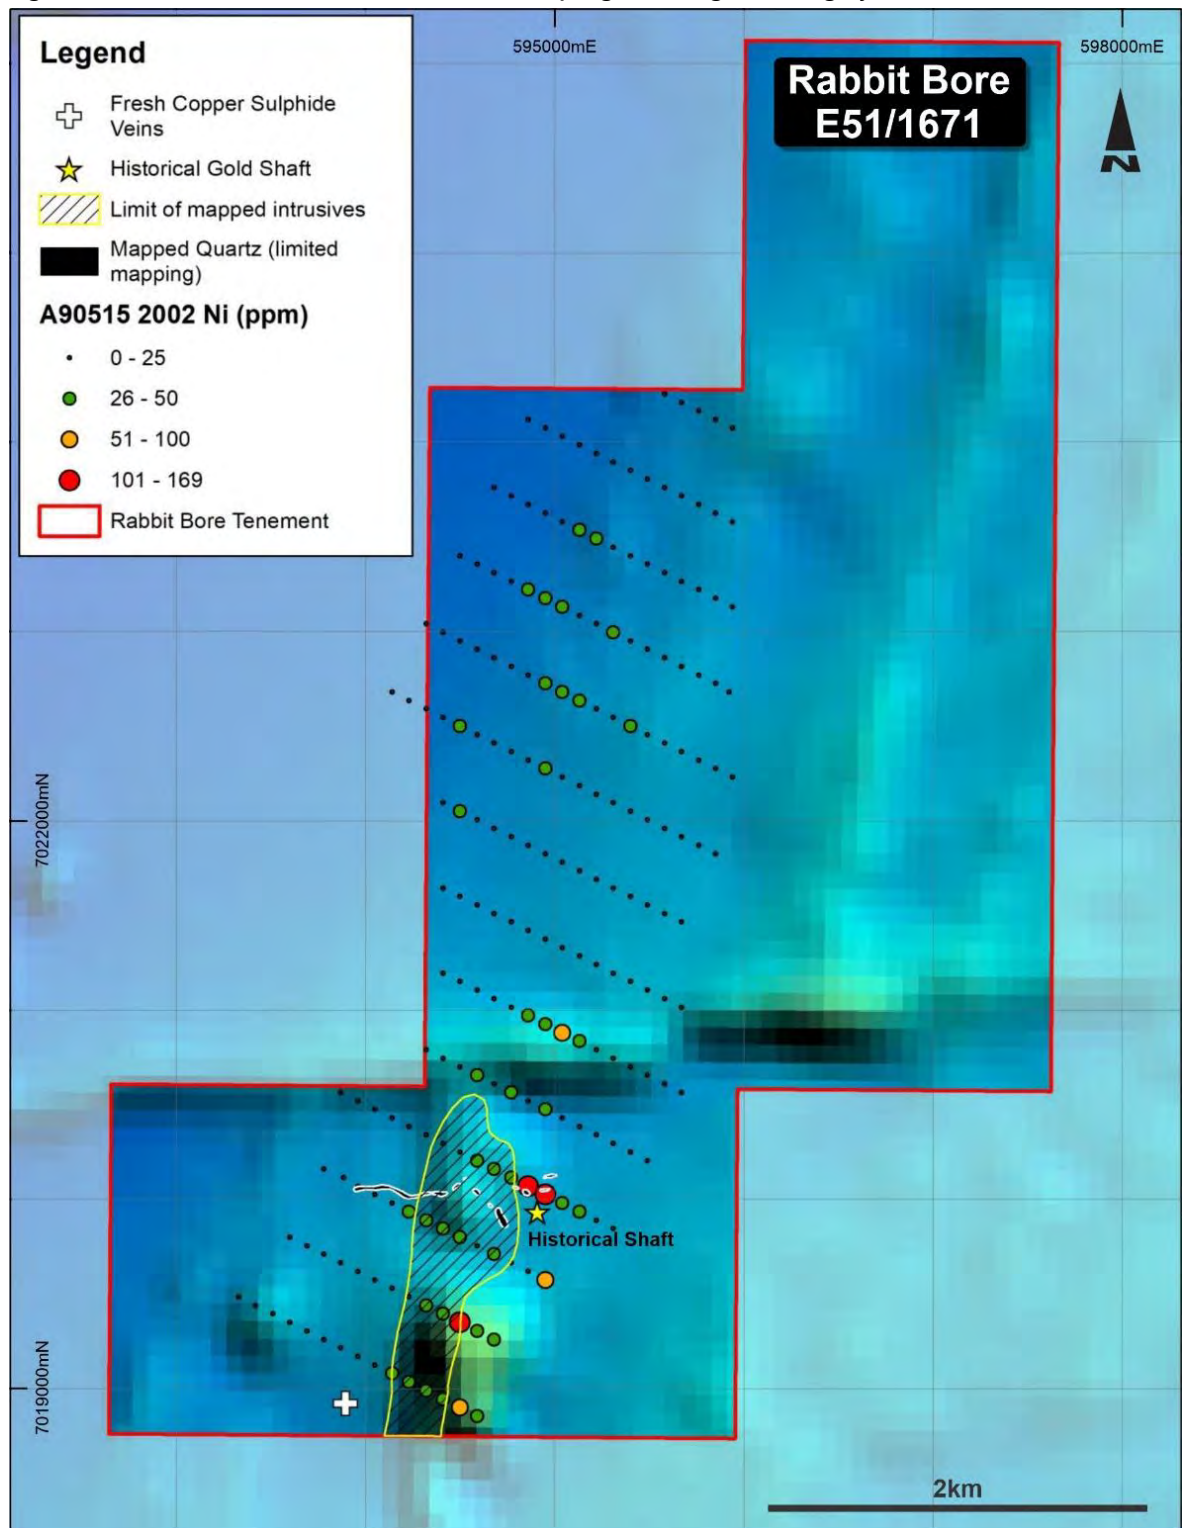 595000mE
598000mE
Legend
Fresh Copper Sulphide
Veins
Historical Gold Shaft
Limit of mapped intrusives
Mapped Quartz (limited
mapping)
A90515 2002 Ni (ppm)
0 - 25
26 - 50
51 - 100
101 - 169
Rabbit Bore Tenement
Rabbit Bore
E51/1671
N
7022000mN
Historical Shaft
7019000mN
2km